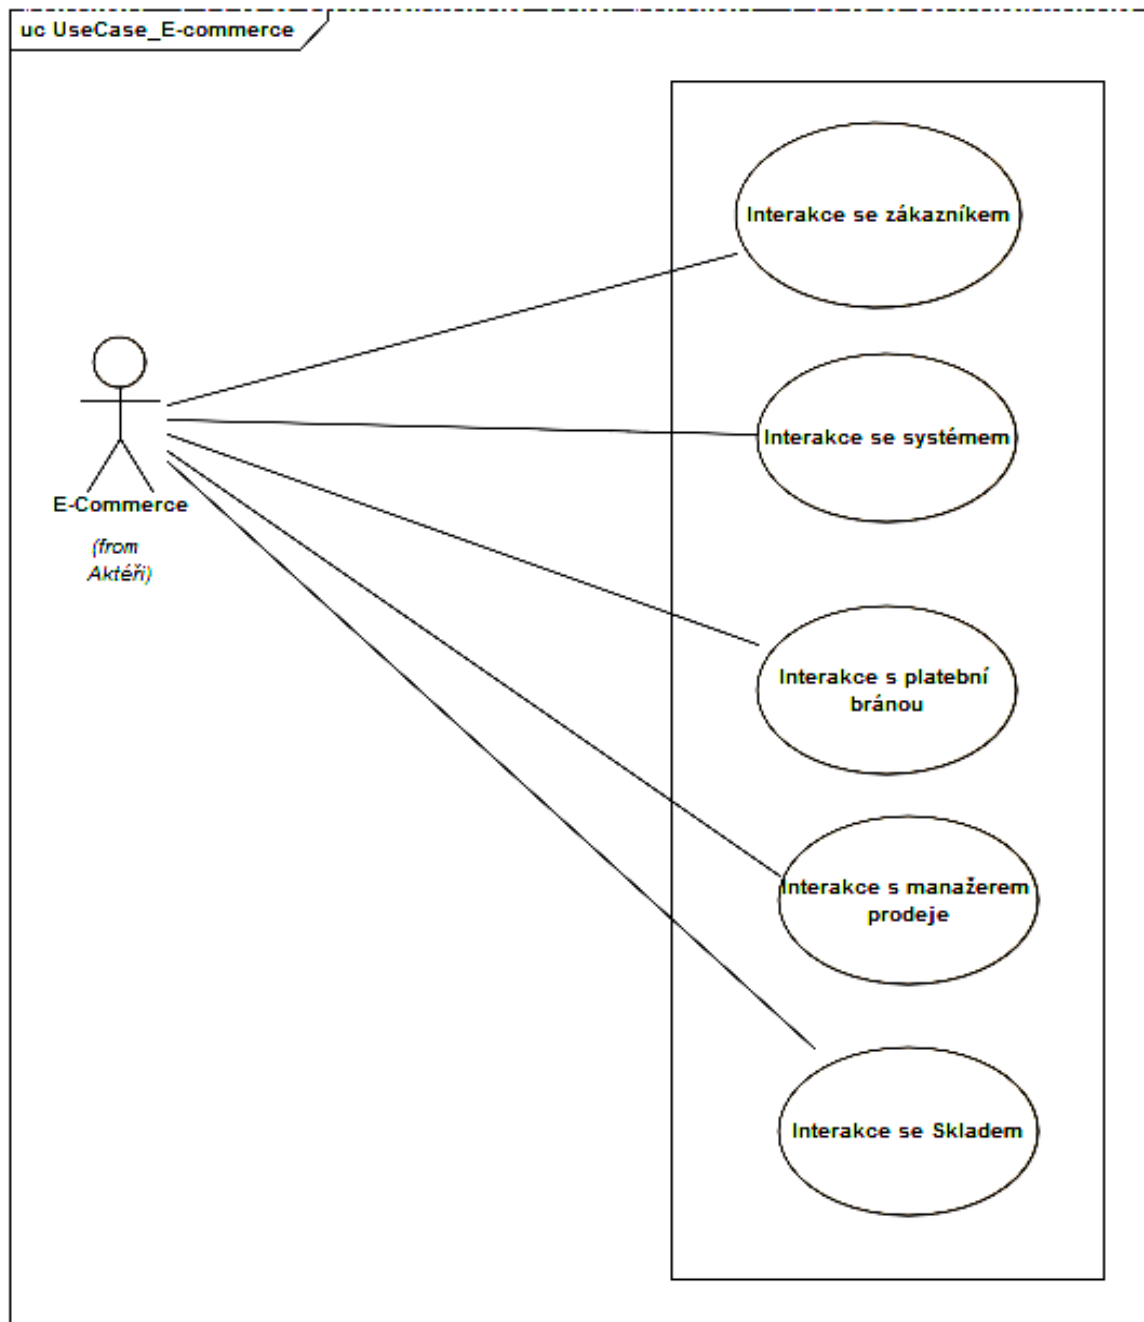 uc UseCase_E-commerce
Interakce se zákazníkem
Interakce se systémem
E-Commerce
(from
Aktéři)
Interakce s platební
bránou
Interakce s manažerem
prodeje
Interakce se Skladem